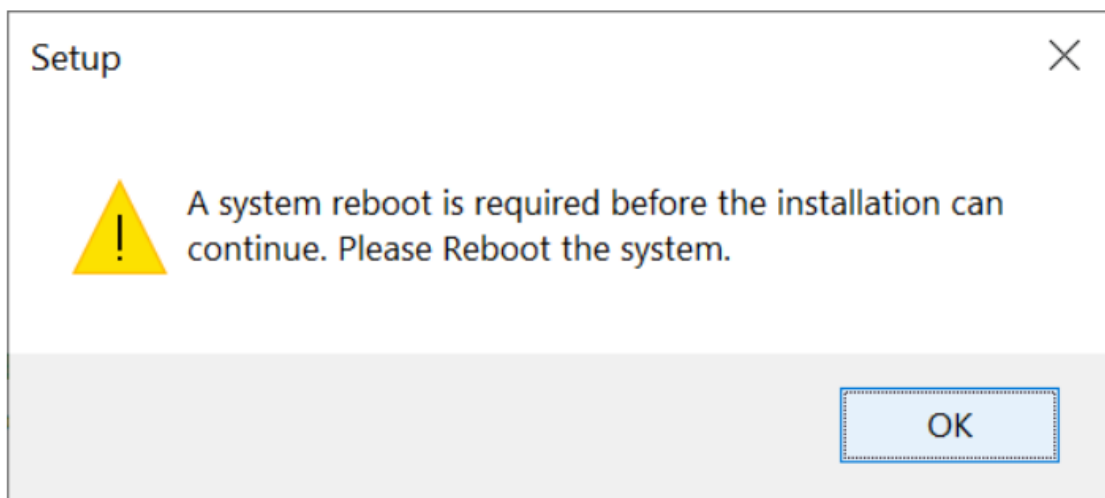 Setup
A system reboot is required before the installation can
continue. Please Reboot the system.
OK